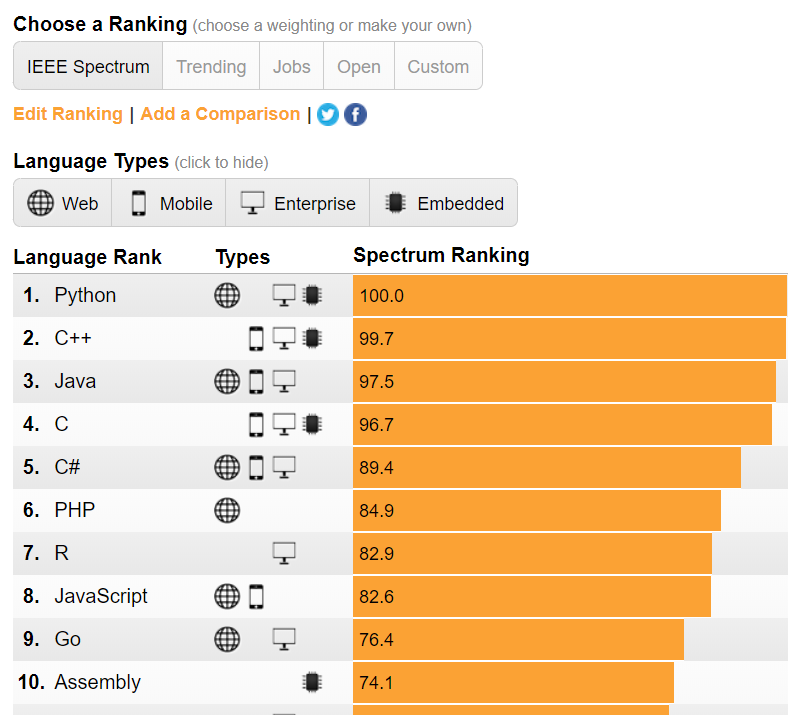 Choose a Ranking (choose a weighting or make your own)
IEEE Spectrum Trending Jobs Open Custom
Edit Ranking | Add a Comparison |
Language Types (click to hide)
Web Mobile Enterprise Embedded
Language Rank Types Spectrum Ranking
1. Python 100.0
2. C++ 99.7
3. Java 97.5
4. C 96.7
5. C# 89.4
6. PHP 84.9
7. R 82.9
8. JavaScript 82.6
9. Go 76.4
10. Assembly 74.1